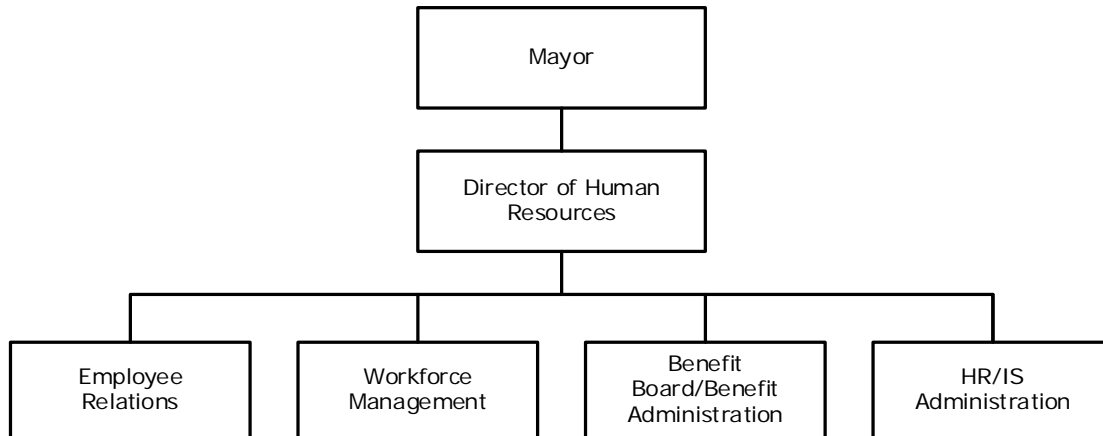 Mayor
Director of Human
Resources
Employee
Relations
Workforce
Management
Benefit
Board/Benefit
Administration
HR/IS
Administration